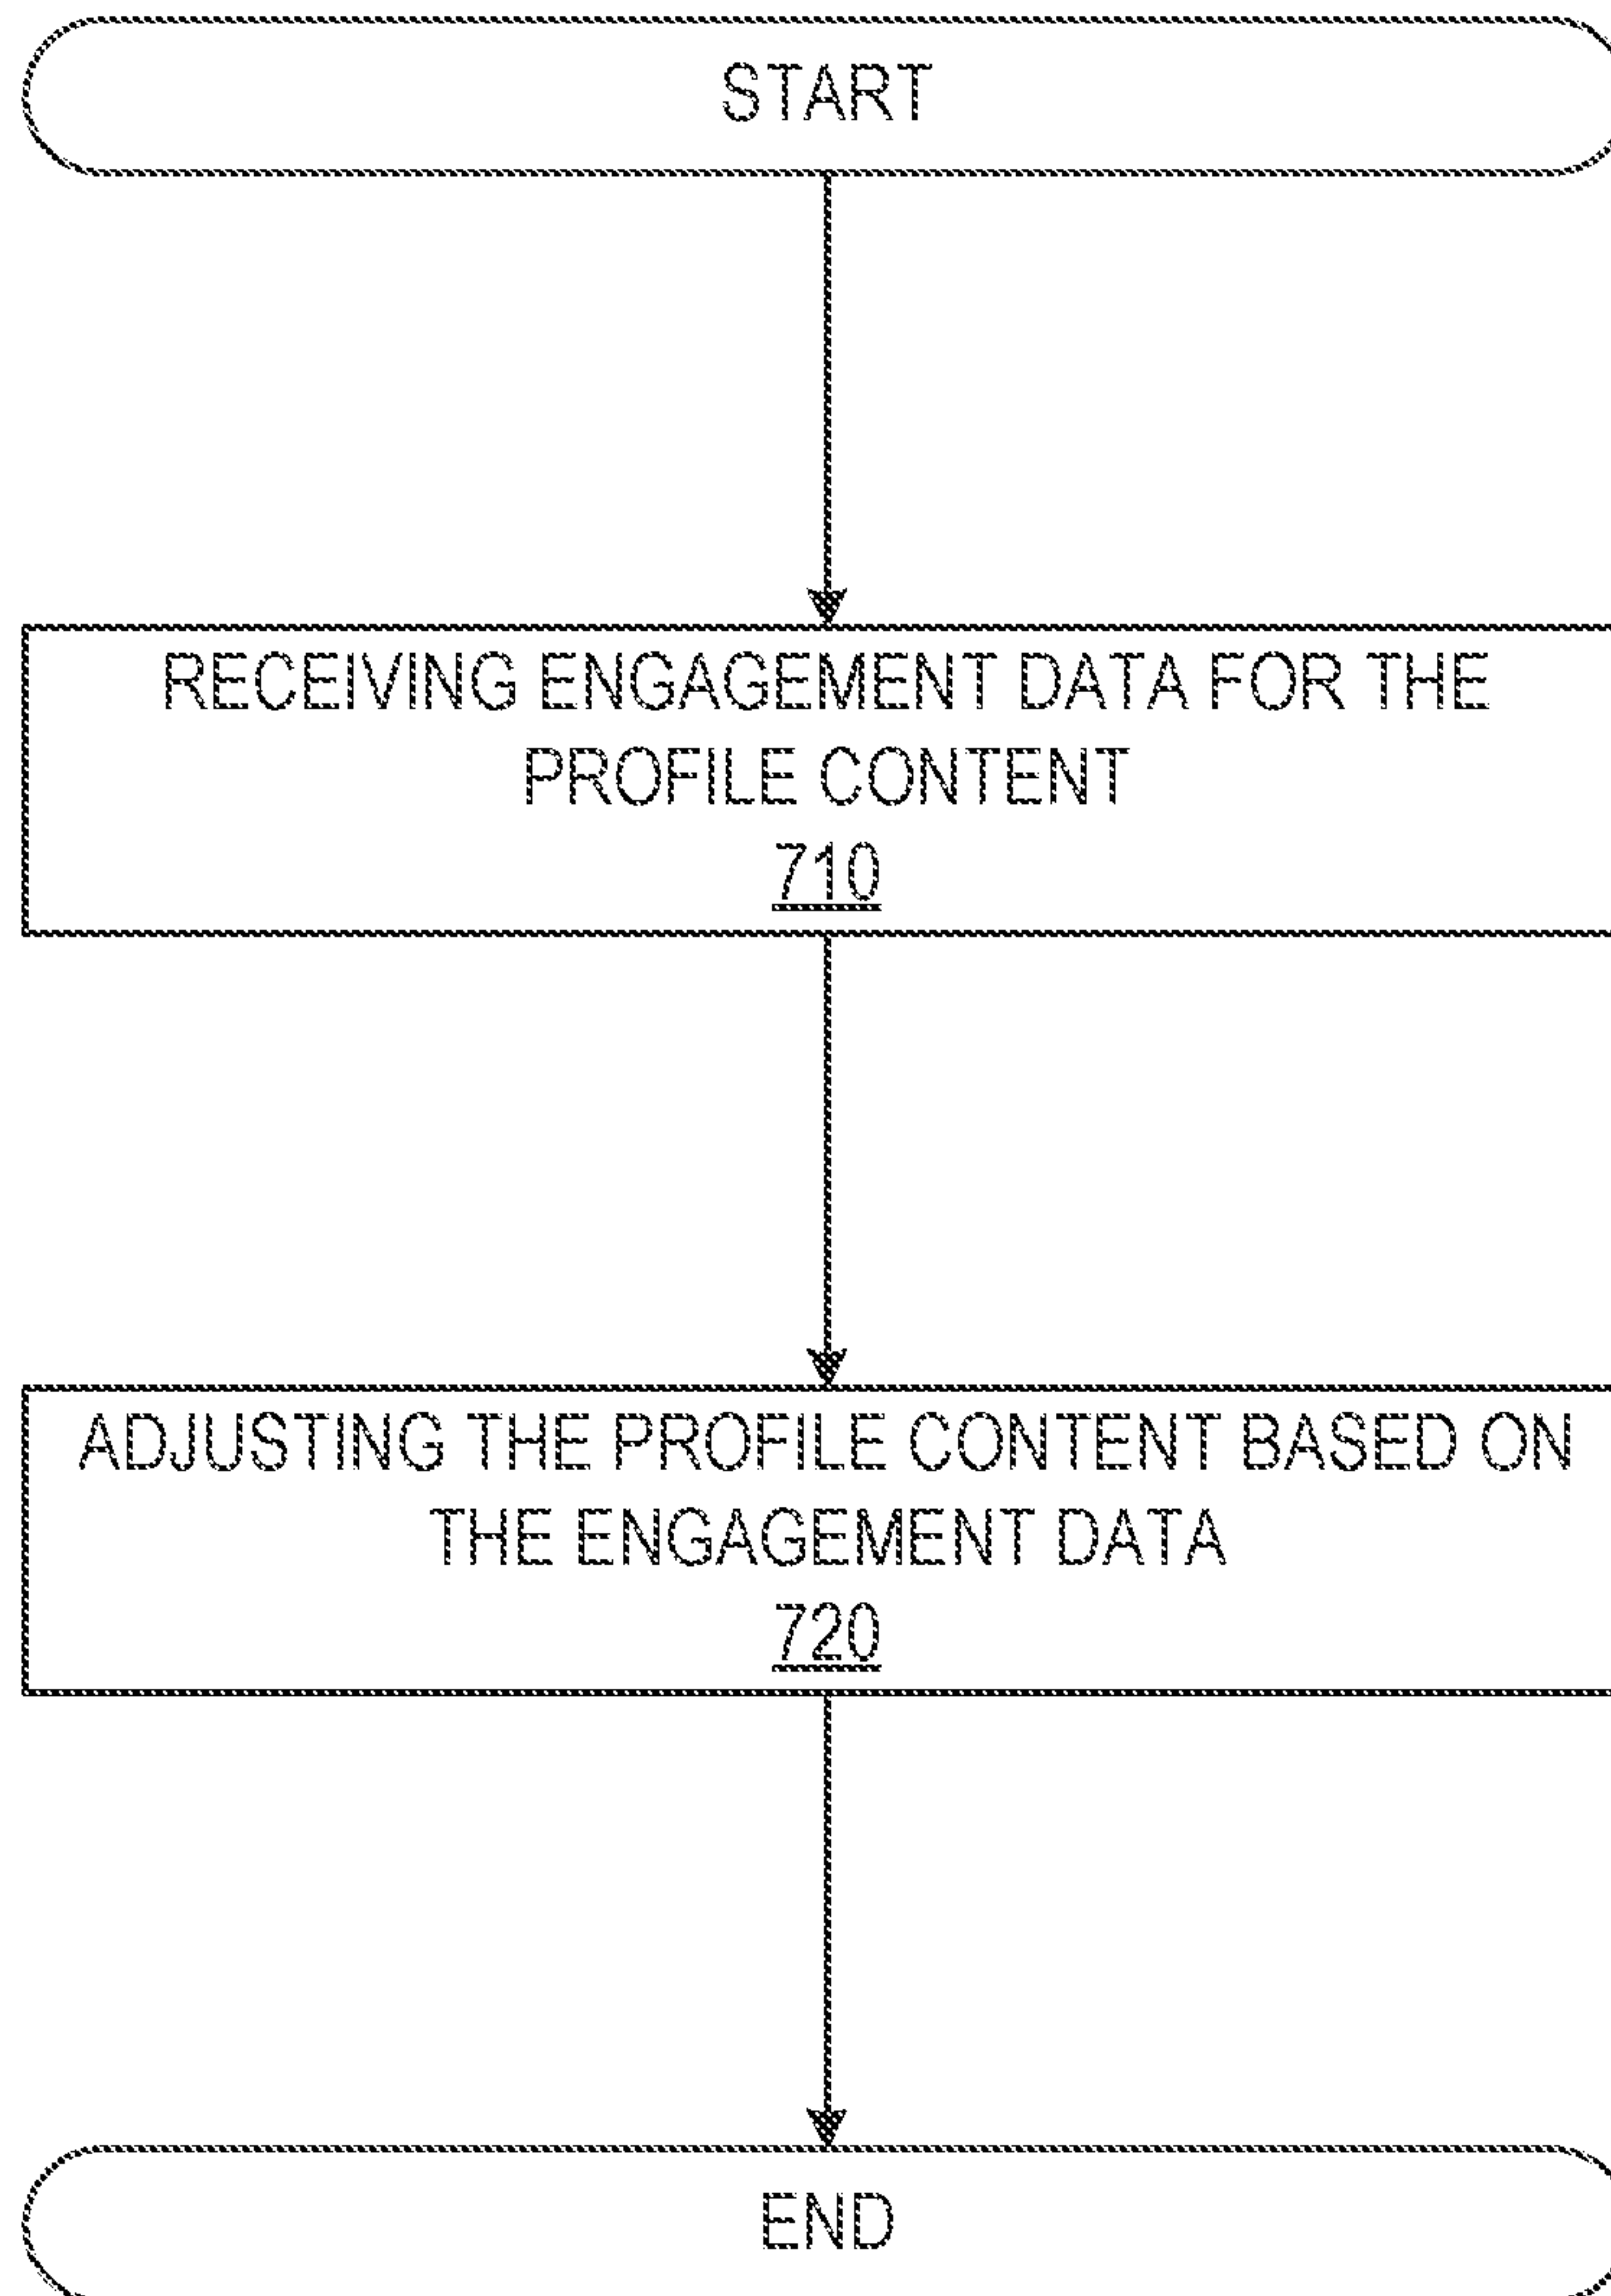 START
RECEIVING ENGAGEMENT DATA FOR THE
PROFILE CONTENT
710
ADJUSTING THE PROFILE CONTENT BASED ON
THE ENGAGEMENT DATA
720
END